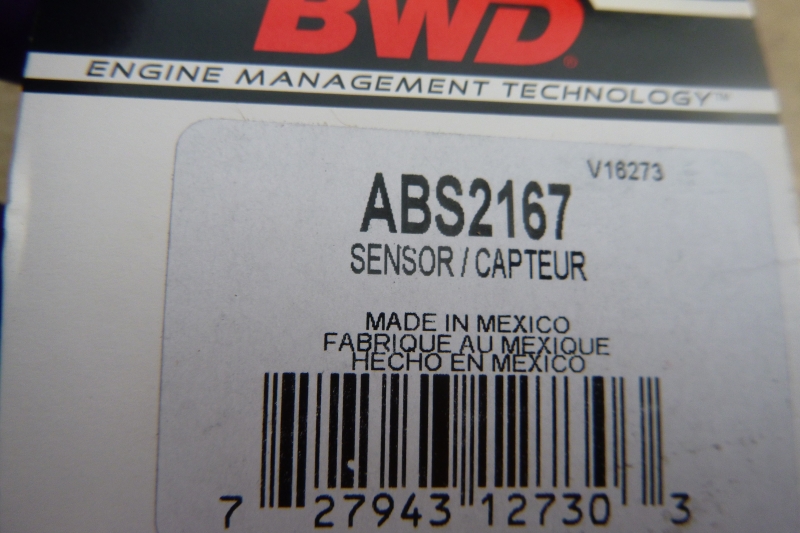 BWD®
ENGINE MANAGEMENT TECHNOLOGY™
V16273
ABS2167
SENSOR / CAPTEUR
MADE IN MEXICO
FABRIQUE AU MEXIQUE
HECHO EN MEXICO
7 27943 12730 3